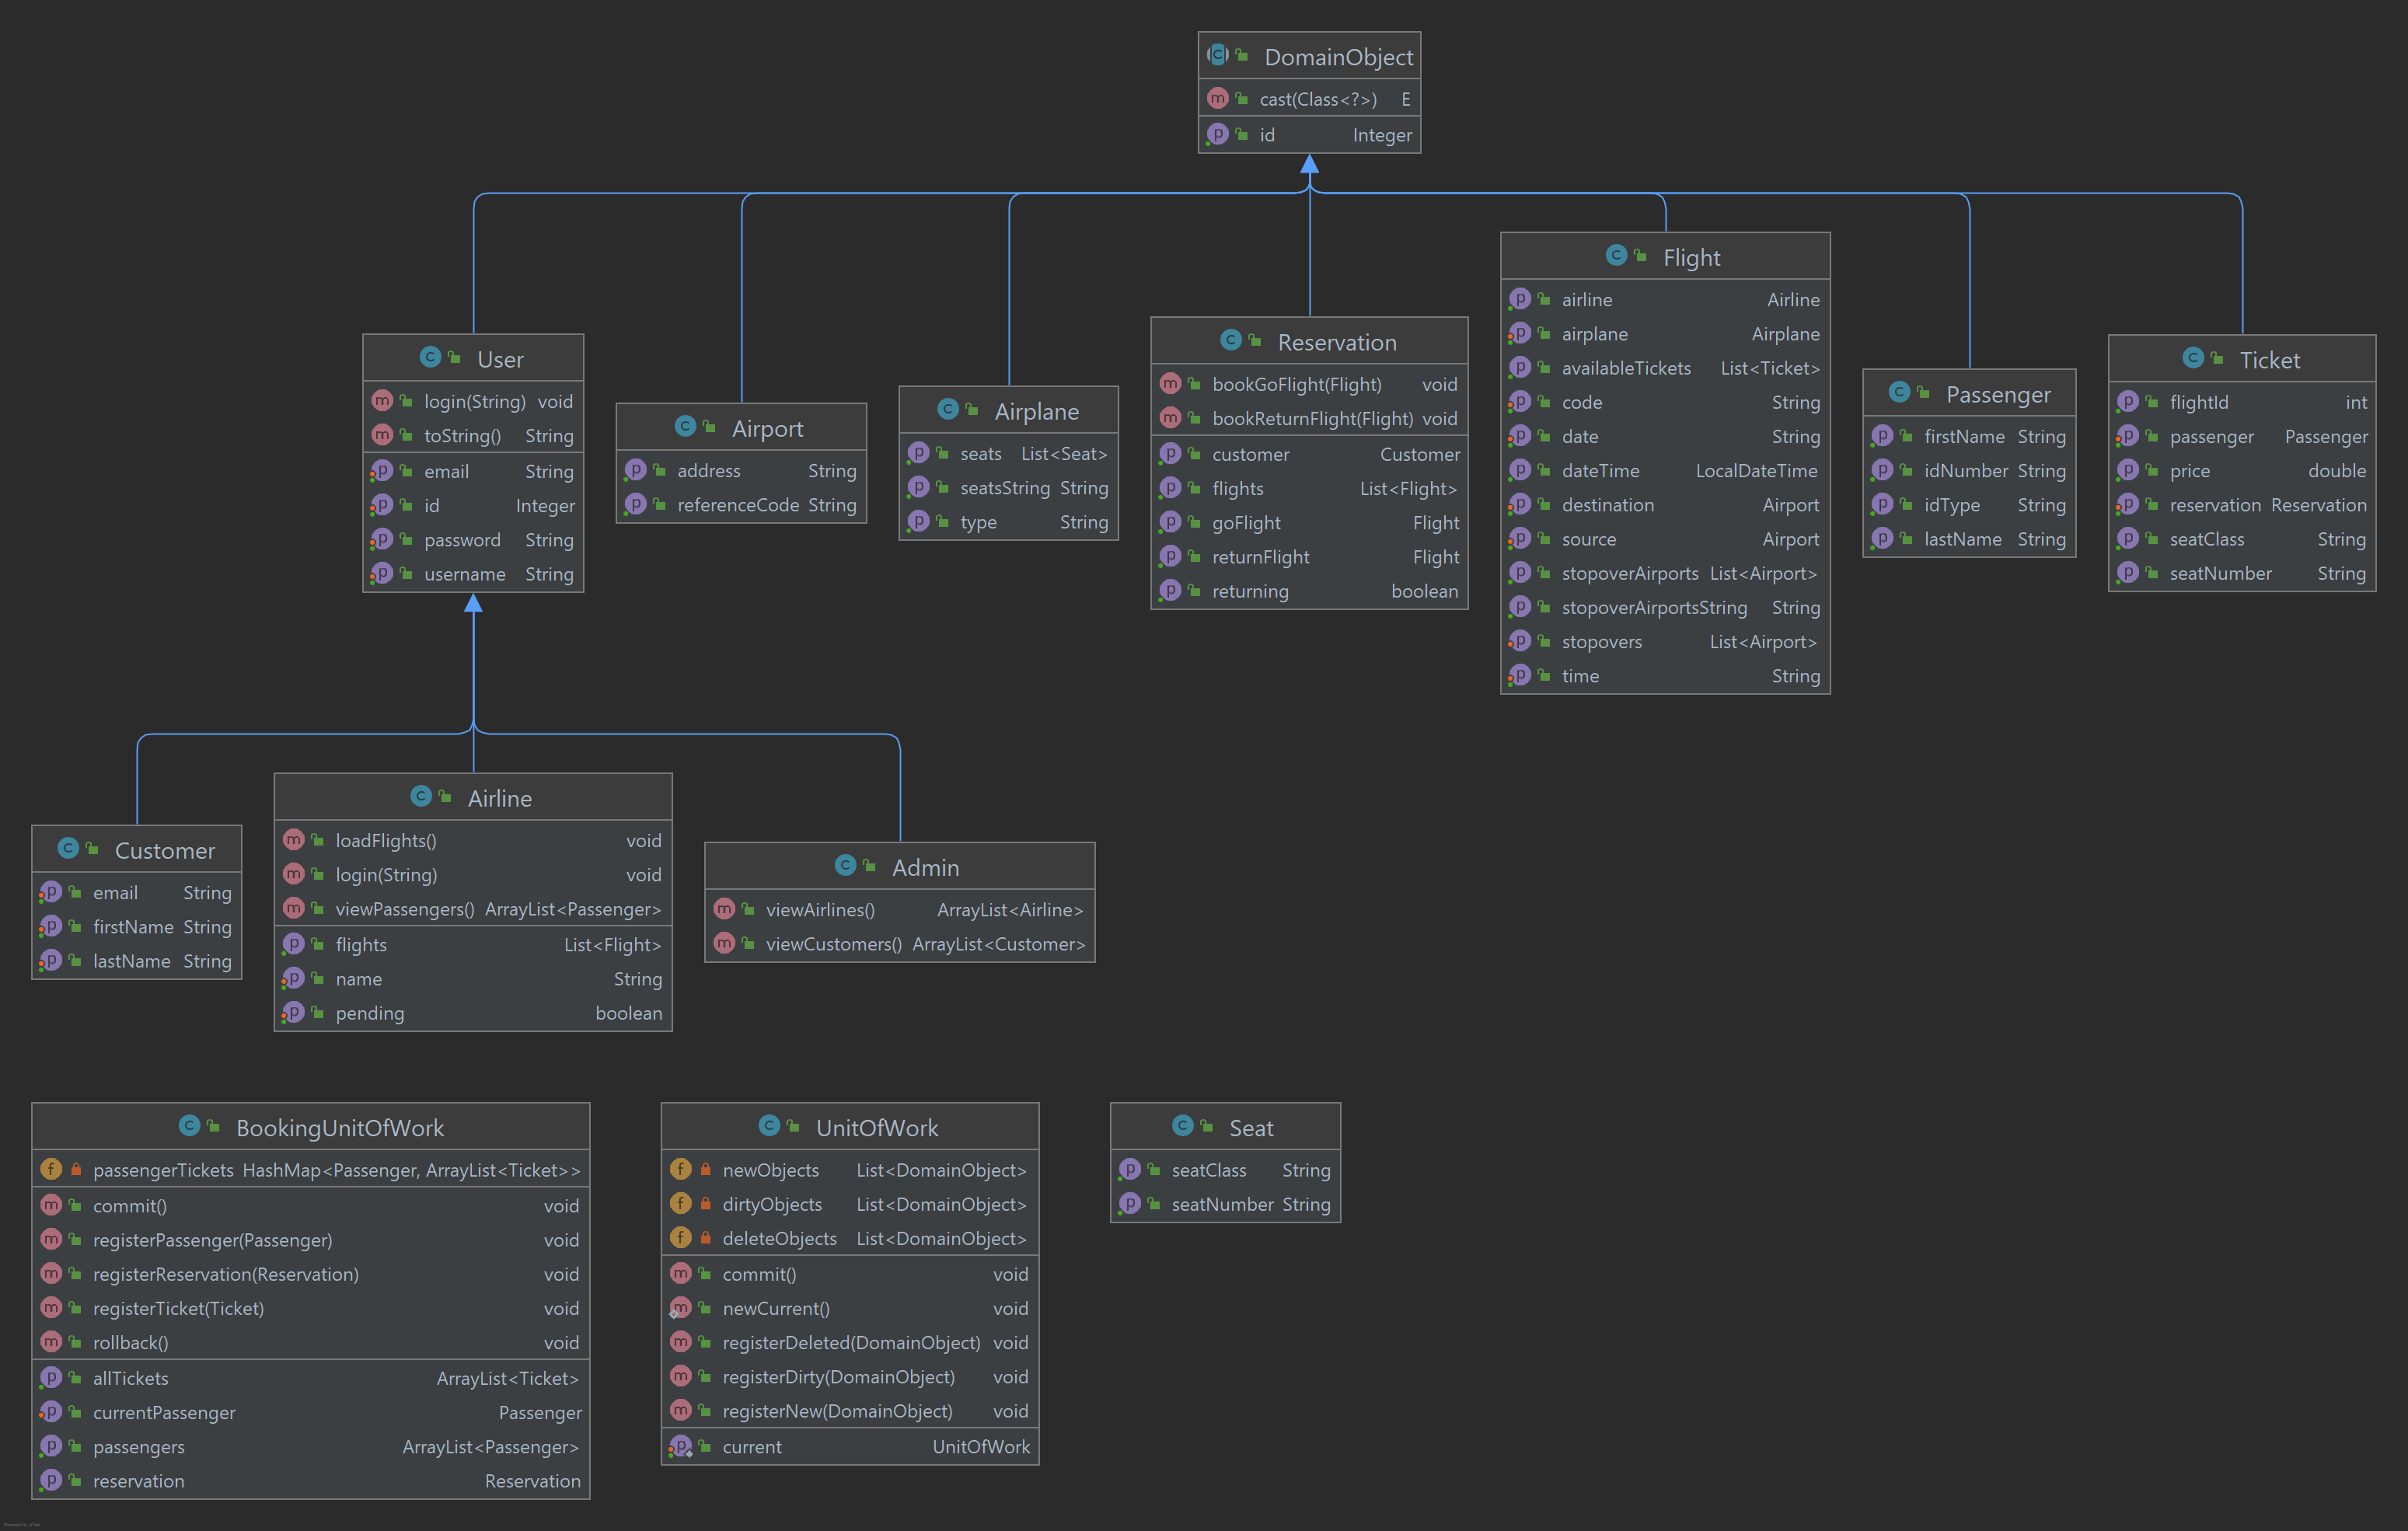 DomainObject
cast(Class<?>) E
id Integer
User
login(String) void
toString() String
email String
id Integer
password String
username String
Airport
address String
referenceCode String
Airplane
seats List<Seat>
seatsString String
type String
Reservation
bookGoFlight(Flight) void
bookReturnFlight(Flight) void
customer Customer
flights List<Flight>
goFlight Flight
returnFlight Flight
returning boolean
Flight
airline Airline
airplane Airplane
availableTickets List<Ticket>
code String
date String
dateTime LocalDateTime
destination Airport
source Airport
stopoverAirports List<Airport>
stopoverAirportsString String
stopovers List<Airport>
time String
Passenger
firstName String
idNumber String
idType String
lastName String
Ticket
flightId int
passenger Passenger
price double
reservation Reservation
seatClass String
seatNumber String
Customer
email String
firstName String
lastName String
Airline
loadFlights() void
login(String) void
viewPassengers() ArrayList<Passenger>
flights List<Flight>
name String
pending boolean
Admin
viewAirlines() ArrayList<Airline>
viewCustomers() ArrayList<Customer>
BookingUnitOfWork
passengerTickets HashMap<Passenger, ArrayList<Ticket>>
commit() void
registerPassenger(Passenger) void
registerReservation(Reservation) void
registerTicket(Ticket) void
rollback() void
allTickets ArrayList<Ticket>
currentPassenger Passenger
passengers ArrayList<Passenger>
reservation Reservation
UnitOfWork
newObjects List<DomainObject>
dirtyObjects List<DomainObject>
deleteObjects List<DomainObject>
commit() void
newCurrent() void
registerDeleted(DomainObject) void
registerDirty(DomainObject) void
registerNew(DomainObject) void
current UnitOfWork
Seat
seatClass String
seatNumber String
Powered by yFiles